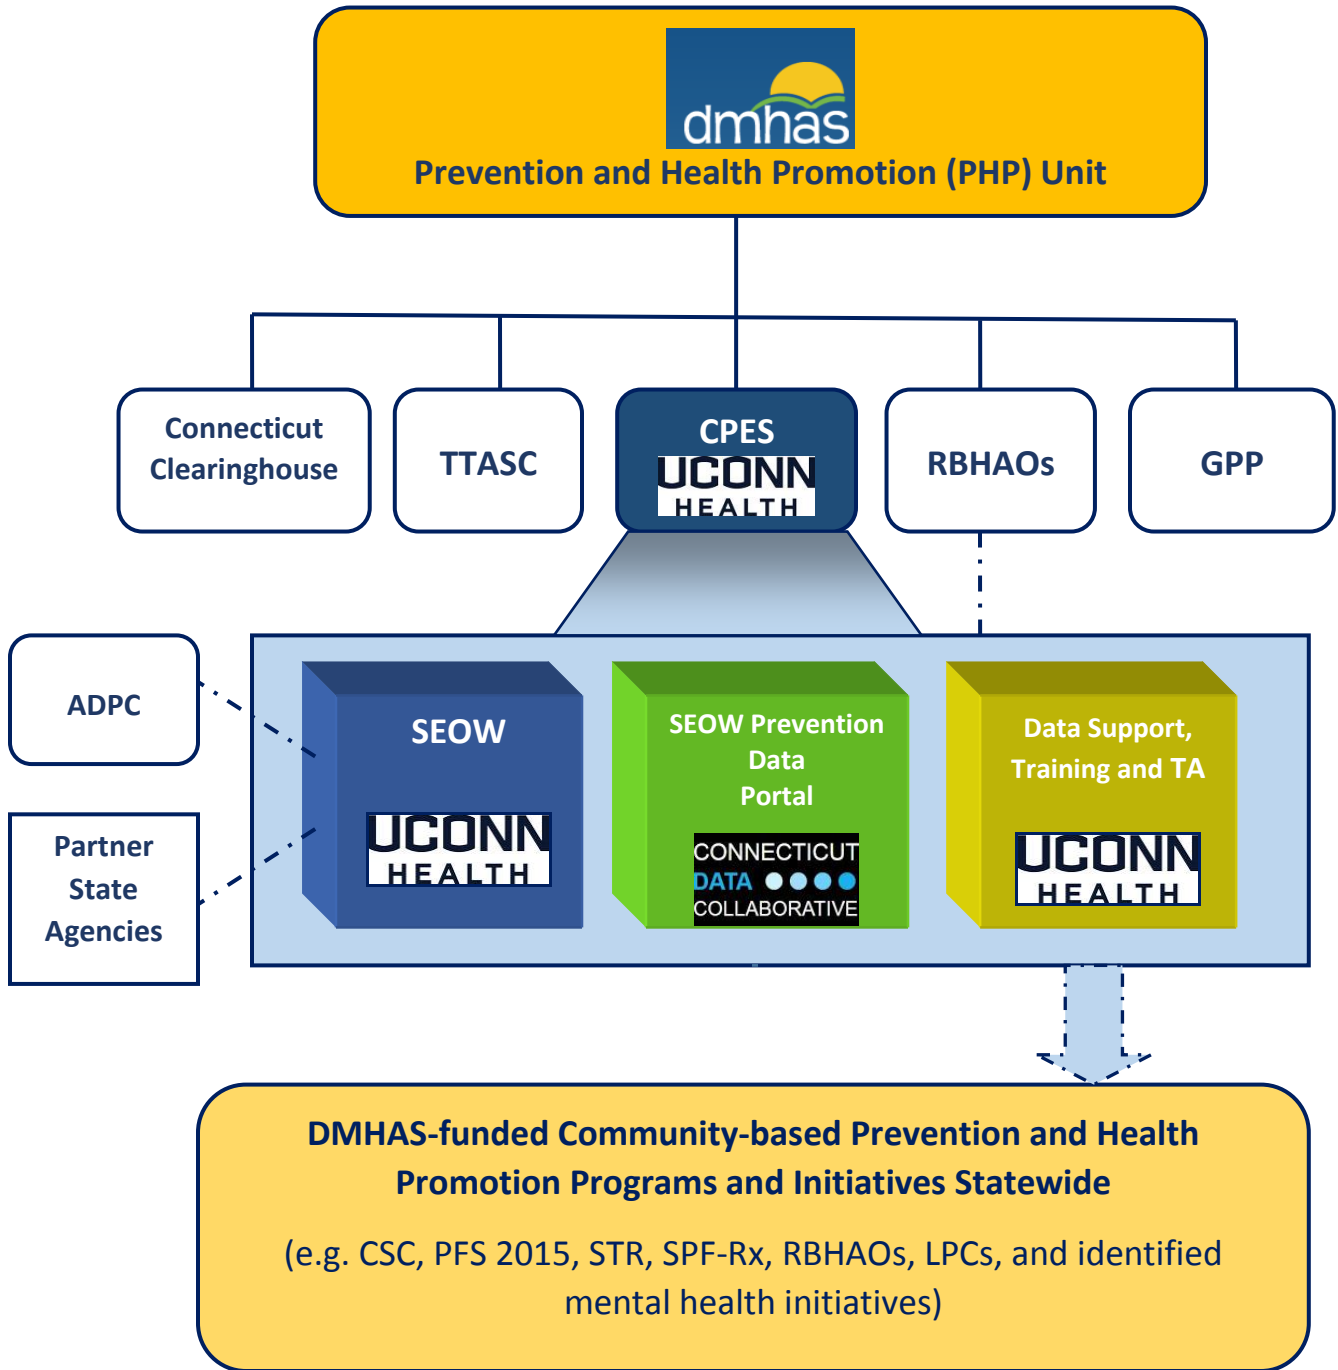 dmhas
Prevention and Health Promotion (PHP) Unit
Connecticut
Clearinghouse
TTASC
CPES
UCONN
HEALTH
RBHAOs
GPP
ADPC
Partner
State
Agencies
SEOW
UCONN
HEALTH
SEOW Prevention
Data
Portal
CONNECTICUT
DATA
COLLABORATIVE
Data Support,
Training and TA
UCONN
HEALTH
DMHAS-funded Community-based Prevention and Health
Promotion Programs and Initiatives Statewide
(e.g. CSC, PFS 2015, STR, SPF-Rx, RBHAOs, LPCs, and identified
mental health initiatives)